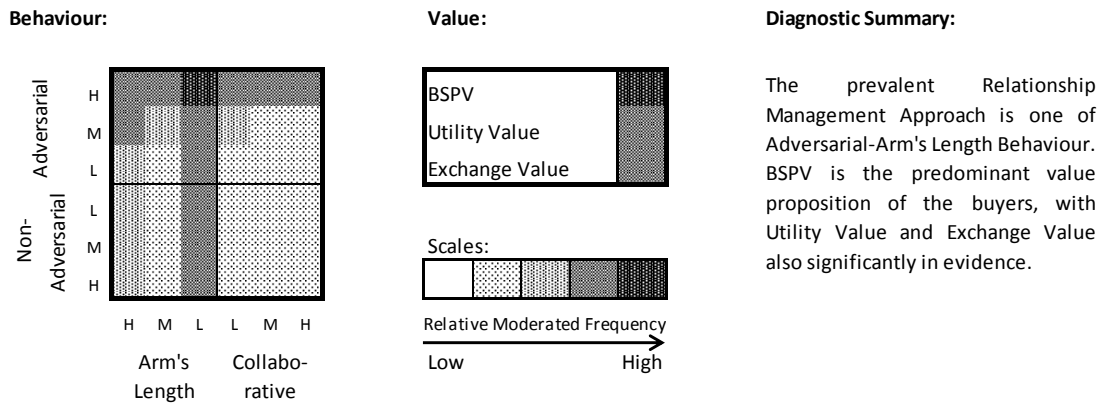 Behaviour:
Value:
Diagnostic Summary:
Adversarial
Non-
Adversarial
H
M
L
L
M
H
H M L L M H
Arm's
Length
Collabo-
rative
BSPV
Utility Value
Exchange Value
Scales:
Relative Moderated Frequency
Low High
The prevalent Relationship
Management Approach is one of
Adversarial-Arm's Length Behaviour.
BSPV is the predominant value
proposition of the buyers, with
Utility Value and Exchange Value
also significantly in evidence.